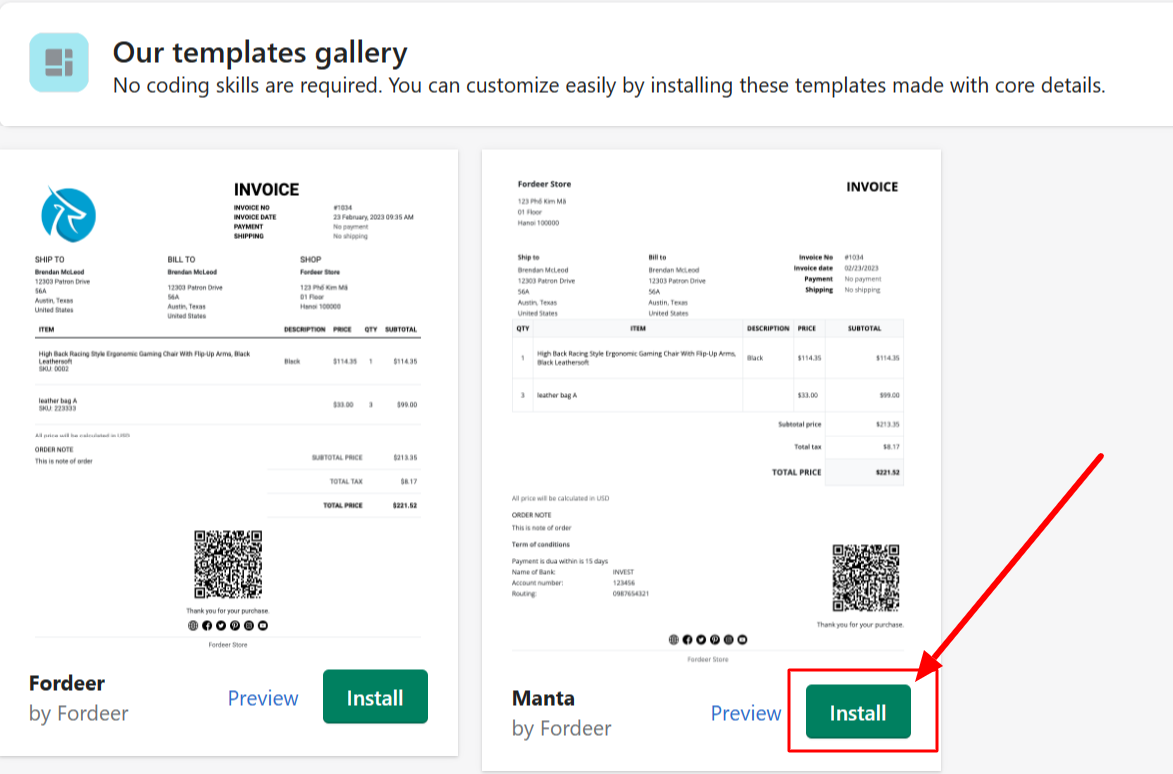 Our templates gallery
No coding skills are required. You can customize easily by installing these templates made with core details.
INVOICE
INVOICE NO #1034
INVOICE DATE 23 February, 2023 09:35 AM
PAYMENT No payment
SHIPPING No shipping
SHIP TO BILL TO SHOP
Brendan McLeod Brendan McLeod Fordeer Store
12303 Patron Drive 12303 Patron Drive 123 Phố Kim Mã
56A 56A 01 Floor
Austin, Texas Austin, Texas Hanoi 100000
United States United States
ITEM DESCRIPTION PRICE QTY SUBTOTAL
High Back Racing Style Ergonomic Gaming Chair With Flip-Up Arms, Black
Leathersoft Black $114.35 1 $114.35
SKU: 0002
leather bag A $33.00 3 $99.00
SKU: 223333
All price will be calculated in USD
ORDER NOTE
This is note of order
SUBTOTAL PRICE $213.35
TOTAL TAX $8.17
TOTAL PRICE $221.52
Thank you for your purchase.
Fordeer Store
Fordeer
by Fordeer
Preview
Install
Fordeer Store INVOICE
123 Phố Kim Mã
01 Floor
Hanoi 100000
Ship to Bill to Invoice No #1034
Brendan McLeod Brendan McLeod Invoice date 02/23/2023
12303 Patron Drive 12303 Patron Drive Payment No payment
56A 56A Shipping No shipping
Austin, Texas Austin, Texas
United States United States
QTY ITEM DESCRIPTION PRICE SUBTOTAL
1 High Back Racing Style Ergonomic Gaming Chair With Flip-Up Arms, Black $114.35 $114.35
Black Leathersoft
3 leather bag A $33.00 $99.00
Subtotal price $213.35
Total tax $8.17
TOTAL PRICE $221.52
All price will be calculated in USD
ORDER NOTE
This is note of order
Term of conditions
Payment is dua within is 15 days
Name of Bank: INVEST
Account number: 123456
Routing: 0987654321
Thank you for your purchase.
Fordeer Store
Manta
by Fordeer
Preview
Install